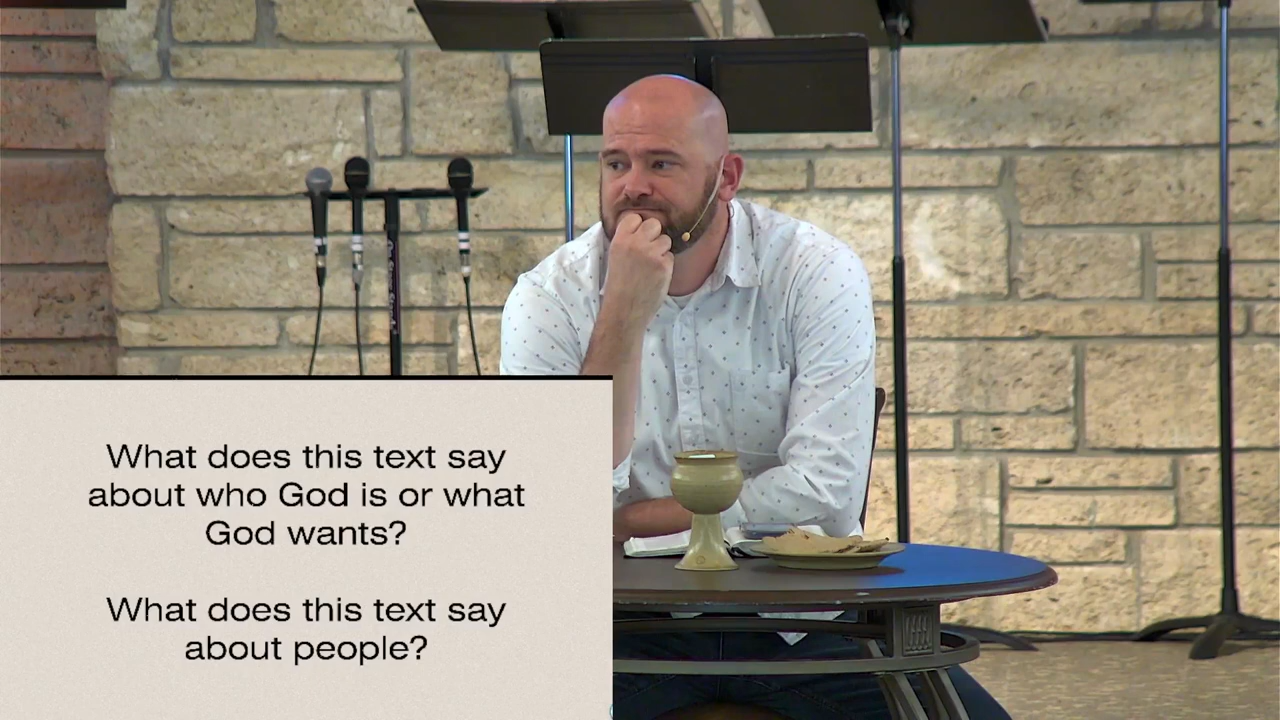 What does this text say
about who God is or what
God wants?
What does this text say
about people?